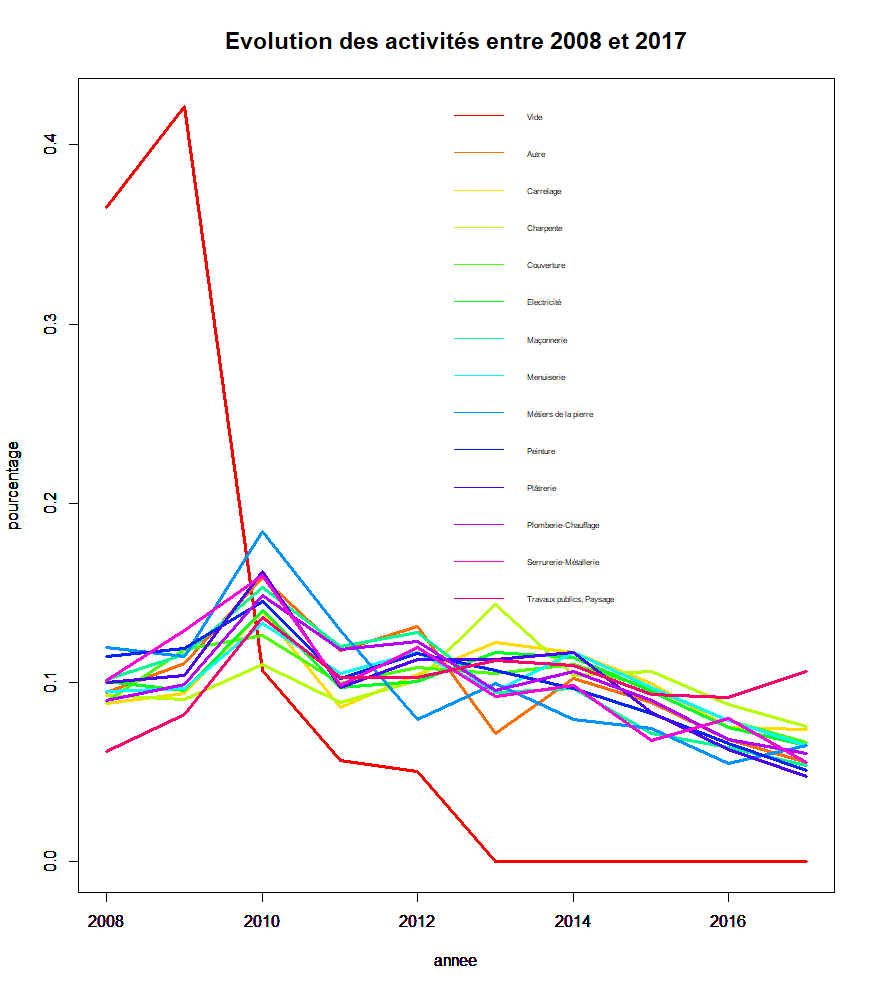 Evolution des activités entre 2008 et 2017
pourcentage
0.4
0.3
0.2
0.1
0.0
Vide
Autre
Carrelage
Charpente
Couverture
Electricité
Maçonnerie
Menuiserie
Métiers de la pierre
Peinture
Plâtrerie
Plomberie-Chauffage
Serrurerie-Métallerie
Travaux publics, Paysage
2008 2010 2012 2014 2016
annee